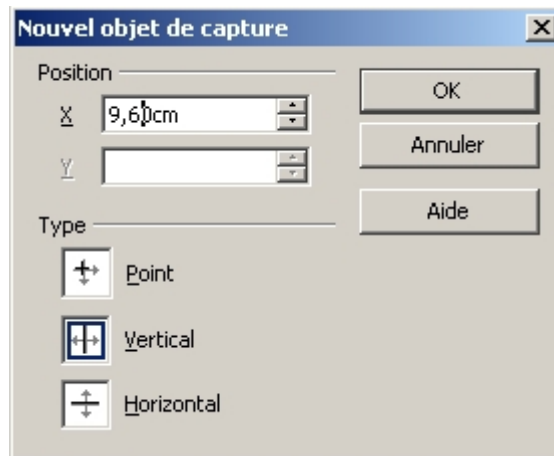 Nouvel objet de capture
Position
X 9,60cm
Y
OK
Annuler
Aide
Type
Point
Vertical
Horizontal